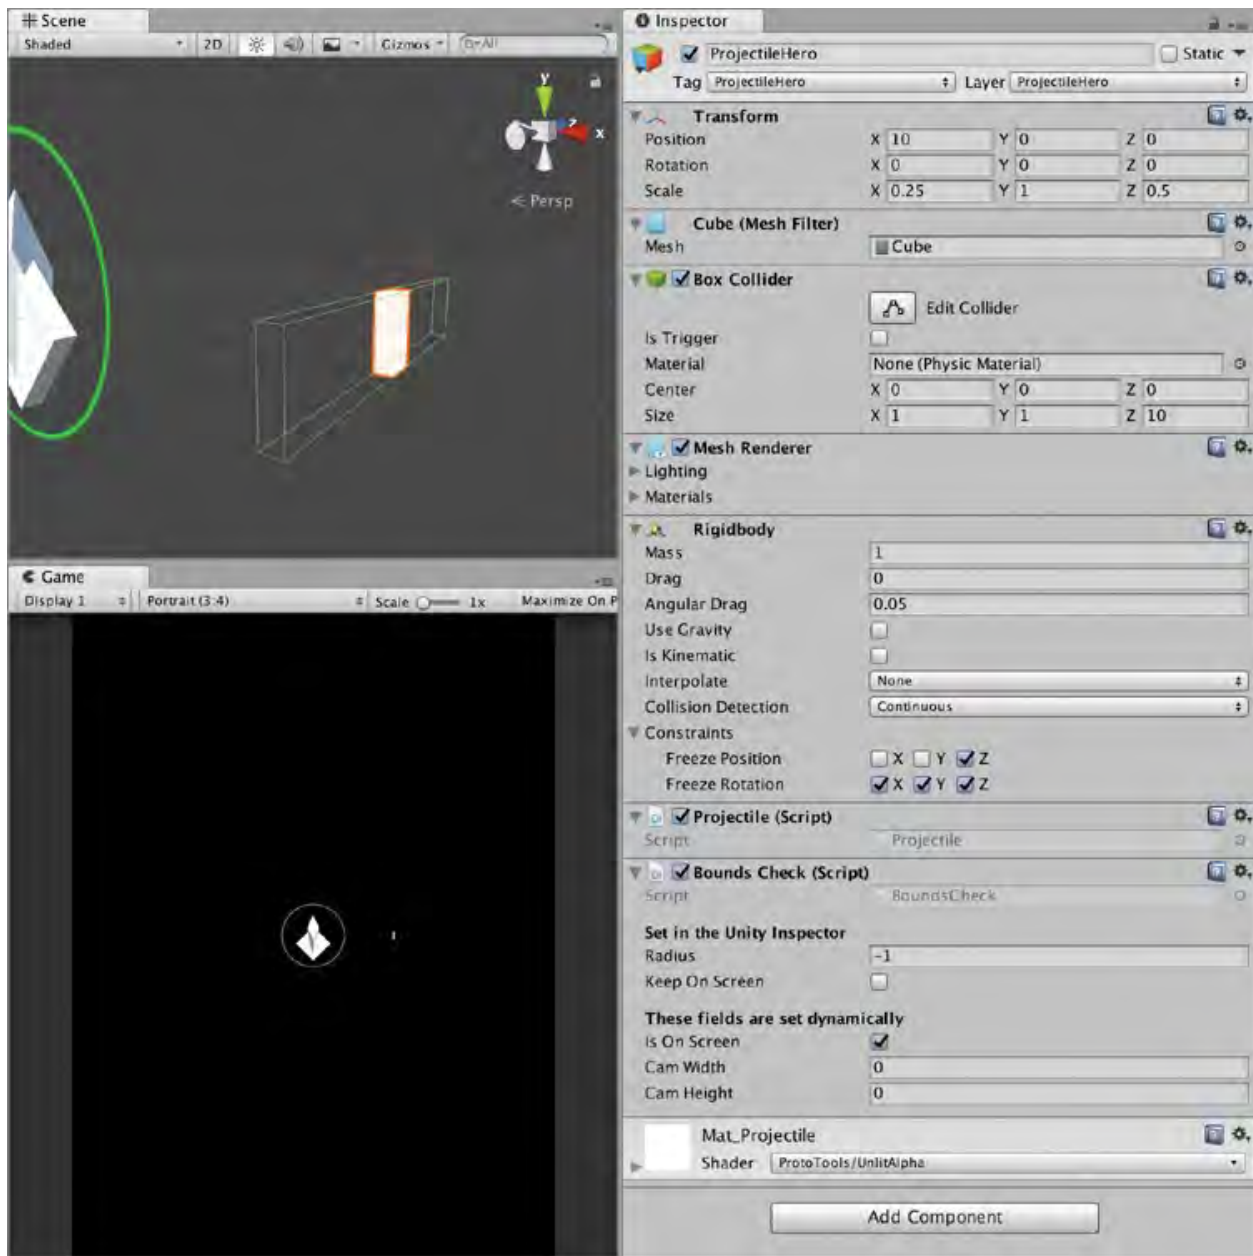 Scene
Shaded 2D Gizmos All
y
z
x
Persp
Game
Display 1 Portrait (3:4) Scale 1x Maximize On P
Inspector
ProjectileHero Static
Tag ProjectileHero Layer ProjectileHero
Transform
Position X 10 Y 0 Z 0
Rotation X 0 Y 0 Z 0
Scale X 0.25 Y 1 Z 0.5
Cube (Mesh Filter)
Mesh Cube
Box Collider
Edit Collider
Is Trigger
Material None (Physic Material)
Center X 0 Y 0 Z 0
Size X 1 Y 1 Z 10
Mesh Renderer
Lighting
Materials
Rigidbody
Mass 1
Drag 0
Angular Drag 0.05
Use Gravity
Is Kinematic
Interpolate None
Collision Detection Continuous
Constraints
Freeze Position X Y Z
Freeze Rotation X Y Z
Projectile (Script)
Script Projectile
Bounds Check (Script)
Script BoundsCheck
Set in the Unity Inspector
Radius -1
Keep On Screen
These fields are set dynamically
Is On Screen
Cam Width 0
Cam Height 0
Mat_Projectile
Shader ProtoTools/UnlitAlpha
Add Component